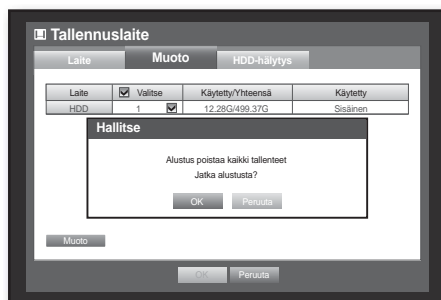 Tallennuslaite
Laite Muoto HDD-hälytys
Laite Valitse Käytetty/Yhteensä Käytetty
HDD 1 12.28G/499.37G Sisäinen
Hallitse
Alustus poistaa kaikki tallenteet
Jatka alustusta?
OK Peruuta
Muoto
OK Peruuta